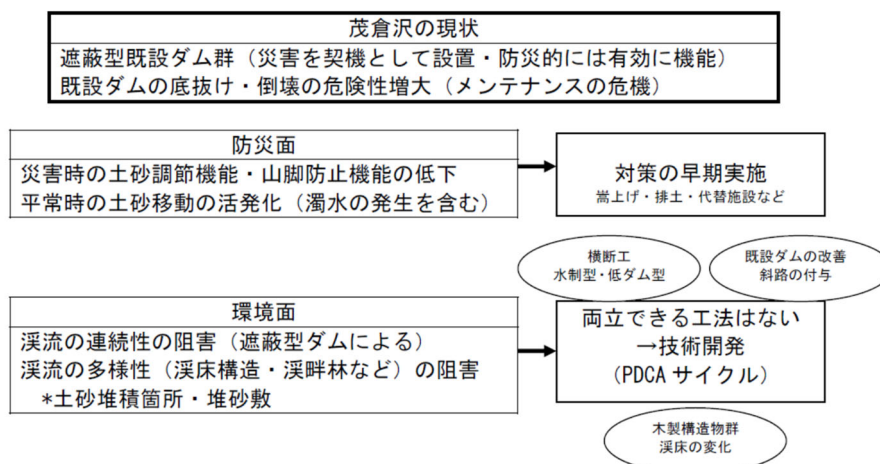 茂倉沢の現状
遮蔽型既設ダム群（災害を契機として設置・防災的には有効に機能）
既設ダムの底抜け・倒壊の危険性増大（メンテナンスの危機）
防災面
災害時の土砂調節機能・山脚防止機能の低下
平常時の土砂移動の活発化（濁水の発生を含む）
対策の早期実施
嵩上げ・排土・代替施設など
横断工
水制型・低ダム型
既設ダムの改善
斜路の付与
環境面
渓流の連続性の阻害（遮蔽型ダムによる）
渓流の多様性（渓床構造・渓畔林など）の阻害
*土砂堆積箇所・堆砂敷
両立できる工法はない
→技術開発
(PDCA サイクル)
木製構造物群
渓床の変化